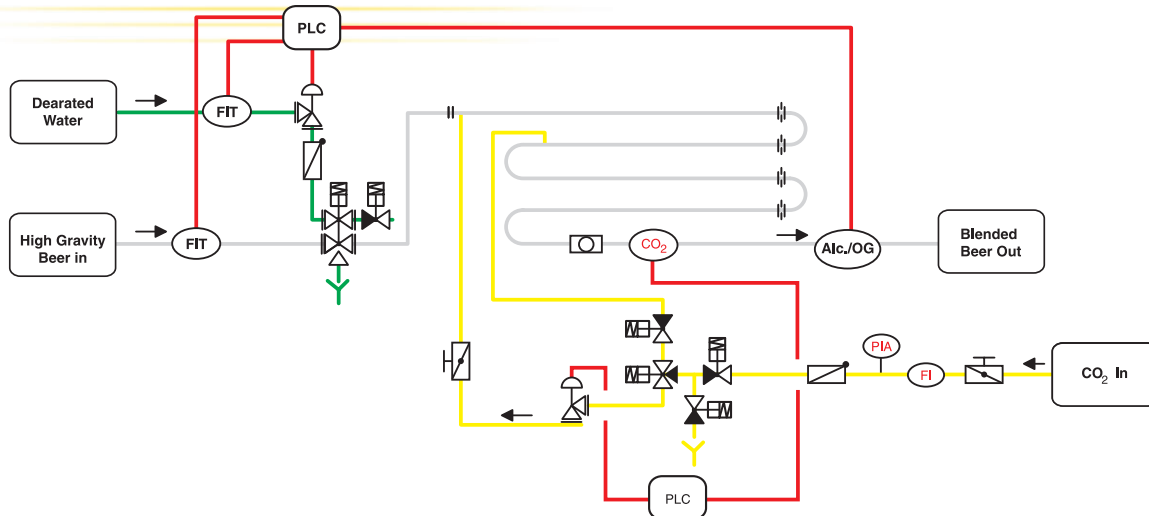 PLC
Dearated
Water
FIT
High Gravity
Beer in
FIT
CO2
Alc./OG
Blended
Beer Out
PIA
FI
CO2 In
PLC